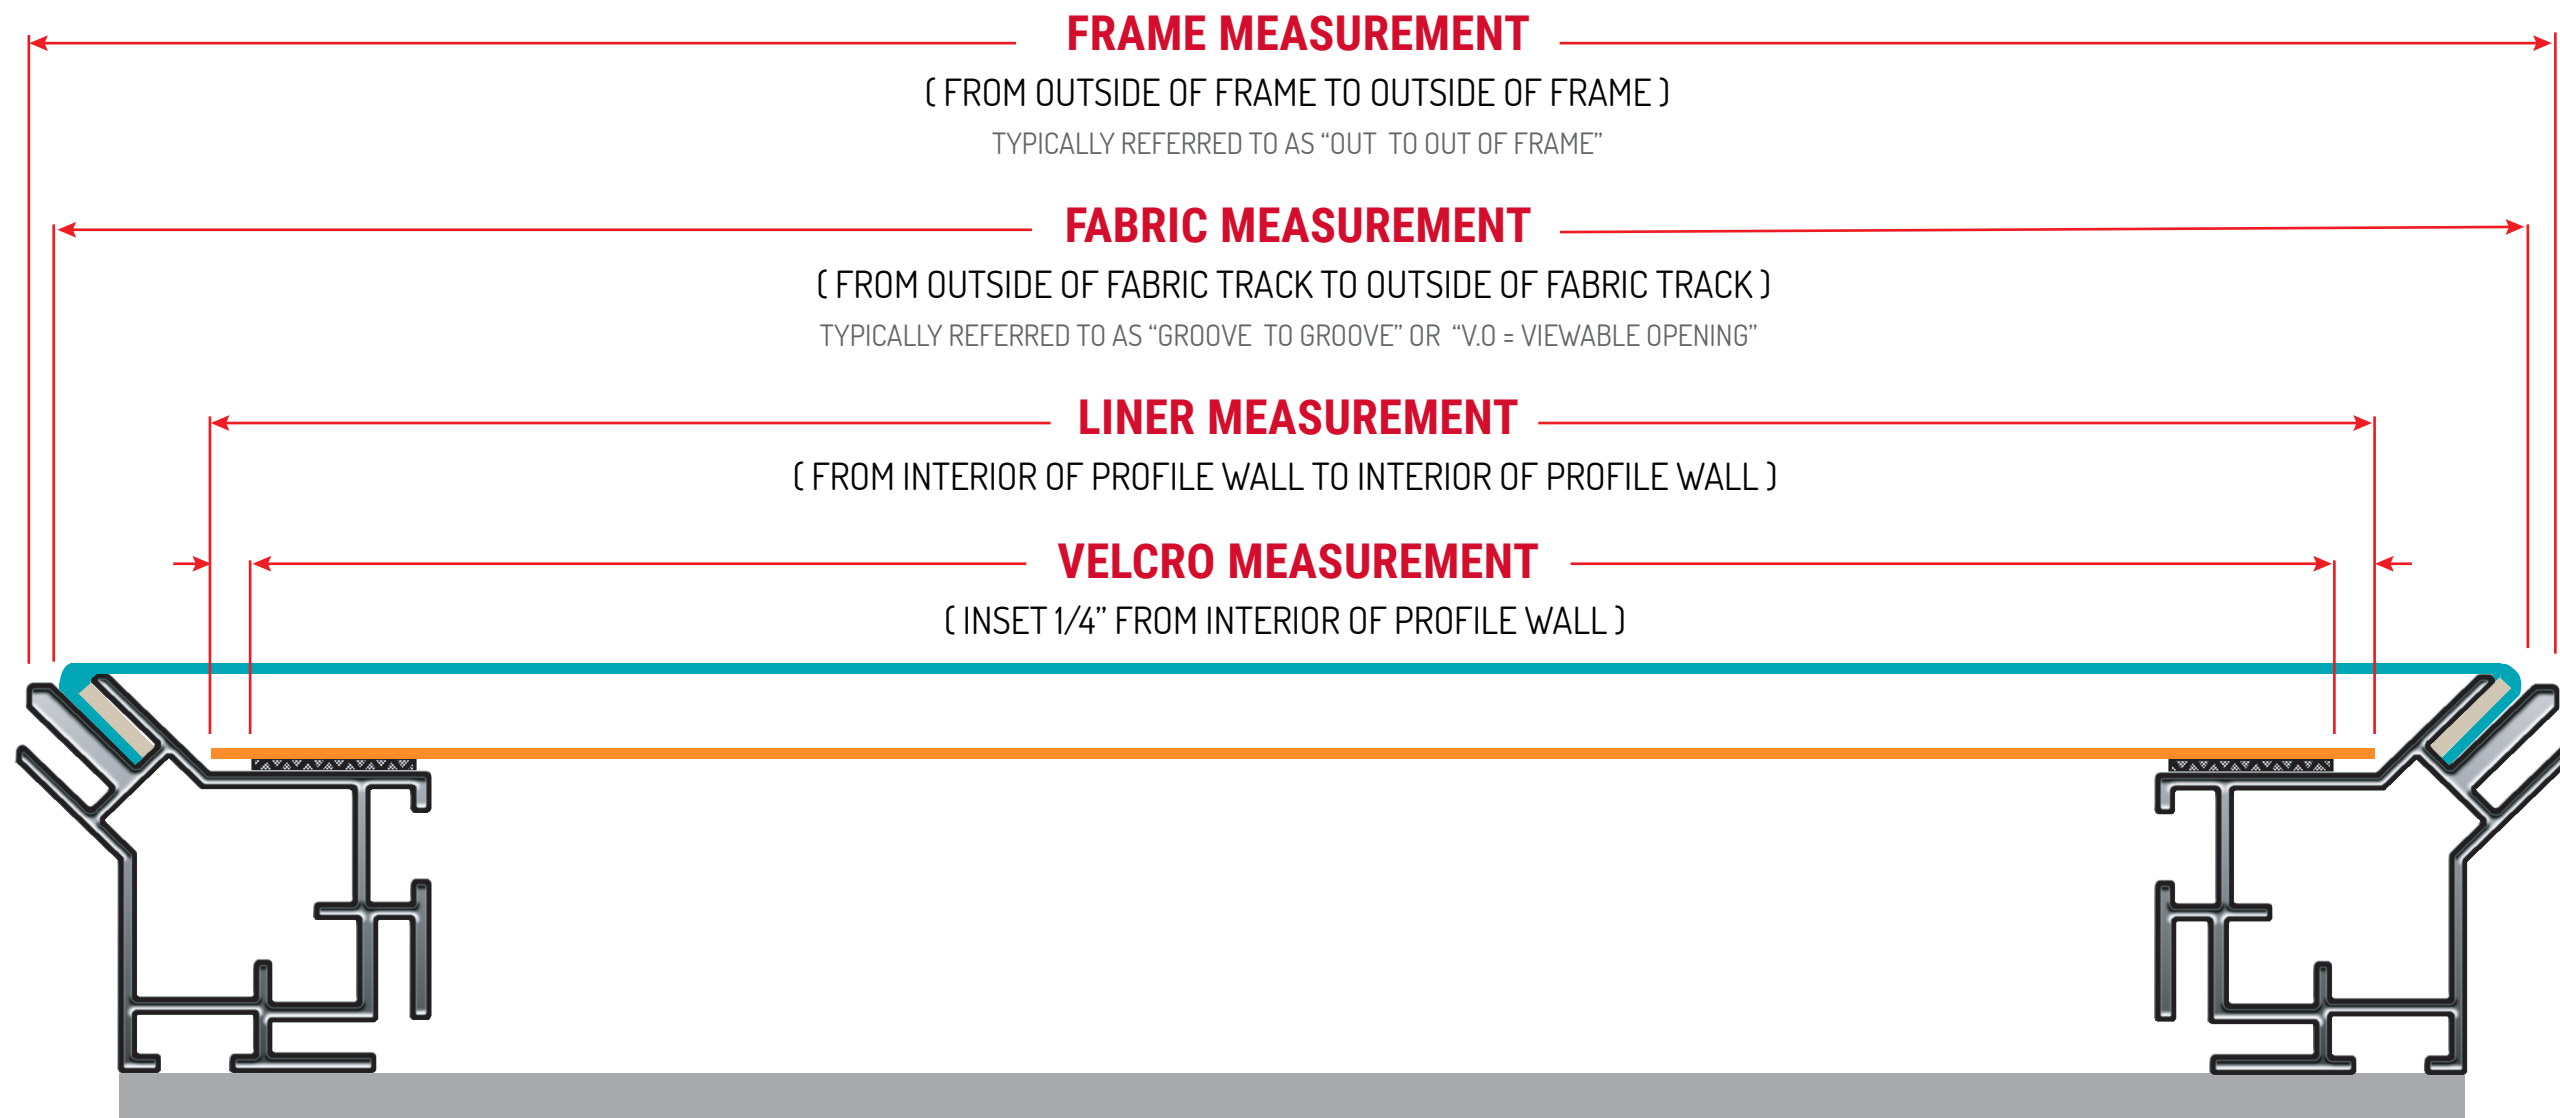 FRAME MEASUREMENT
( FROM OUTSIDE OF FRAME TO OUTSIDE OF FRAME )
TYPICALLY REFERRED TO AS “OUT TO OUT OF FRAME”
FABRIC MEASUREMENT
( FROM OUTSIDE OF FABRIC TRACK TO OUTSIDE OF FABRIC TRACK )
TYPICALLY REFERRED TO AS “GROOVE TO GROOVE” OR “V.O = VIEWABLE OPENING”
LINER MEASUREMENT
( FROM INTERIOR OF PROFILE WALL TO INTERIOR OF PROFILE WALL )
VELCRO MEASUREMENT
( INSET 1/4” FROM INTERIOR OF PROFILE WALL )